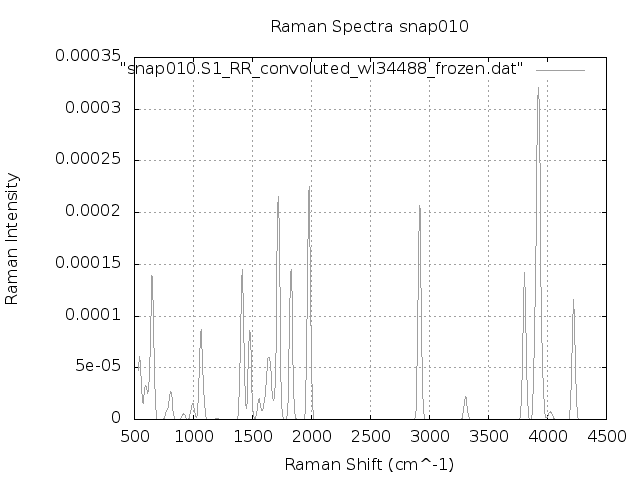 Raman Spectra snap010
"snap010.S1_RR_convoluted_wl34488_frozen.dat"
0.00035
0.0003
0.00025
0.0002
0.00015
0.0001
5e-05
0
Raman Intensity
500 1000 1500 2000 2500 3000 3500 4000 4500
Raman Shift (cm^-1)